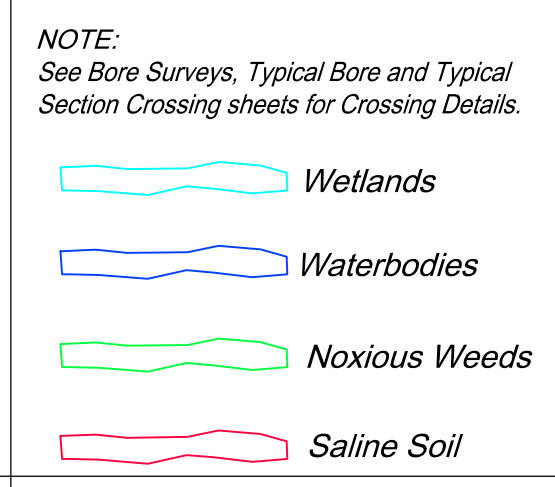 NOTE:
See Bore Surveys, Typical Bore and Typical
Section Crossing sheets for Crossing Details.
Wetlands
Waterbodies
Noxious Weeds
Saline Soil